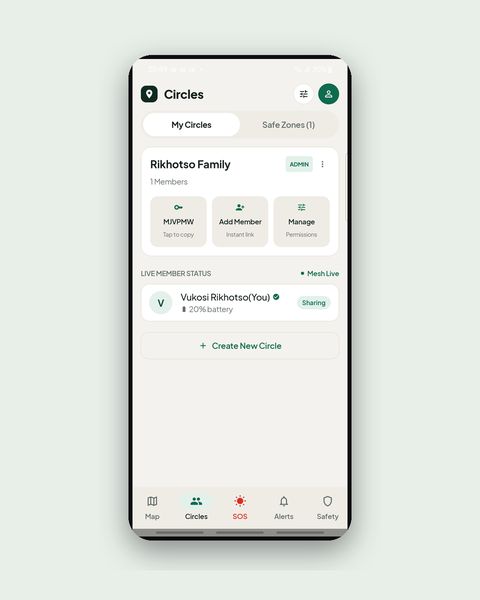 Circles
My Circles
Safe Zones (1)
Rikhotso Family
ADMIN
1 Members
MJVPMW
Tap to copy
Add Member
Instant link
Manage
Permissions
LIVE MEMBER STATUS
Mesh Live
V
Vukosi Rikhotso(You)
20% battery
Sharing
+ Create New Circle
Map
Circles
SOS
Alerts
Safety